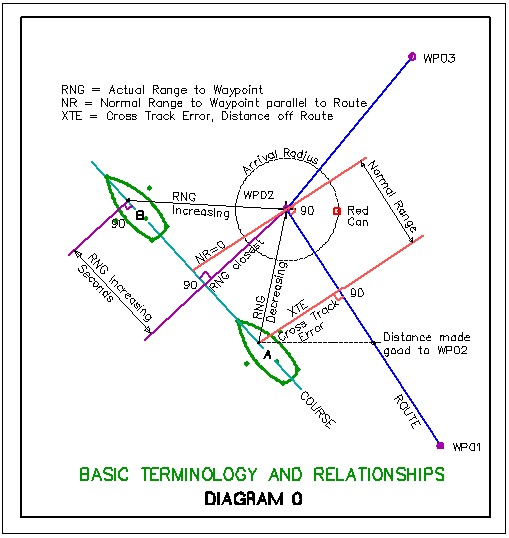 WP03
RNG = Actual Range to Waypoint
NR = Normal Range to Waypoint parallel to Route
XTE = Cross Track Error, Distance off Route
Arrival Radius
Normal Range
RNG
Increasing
WP02
B
90
90
Red
Can
NR=0
RNG closest
RNG Increasing
Seconds
90
RNG
Decreasing
XTE
Cross Track
Error
90
A
Distance made
good to WP02
COURSE
ROUTE
WP01
BASIC TERMINOLOGY AND RELATIONSHIPS
DIAGRAM 0